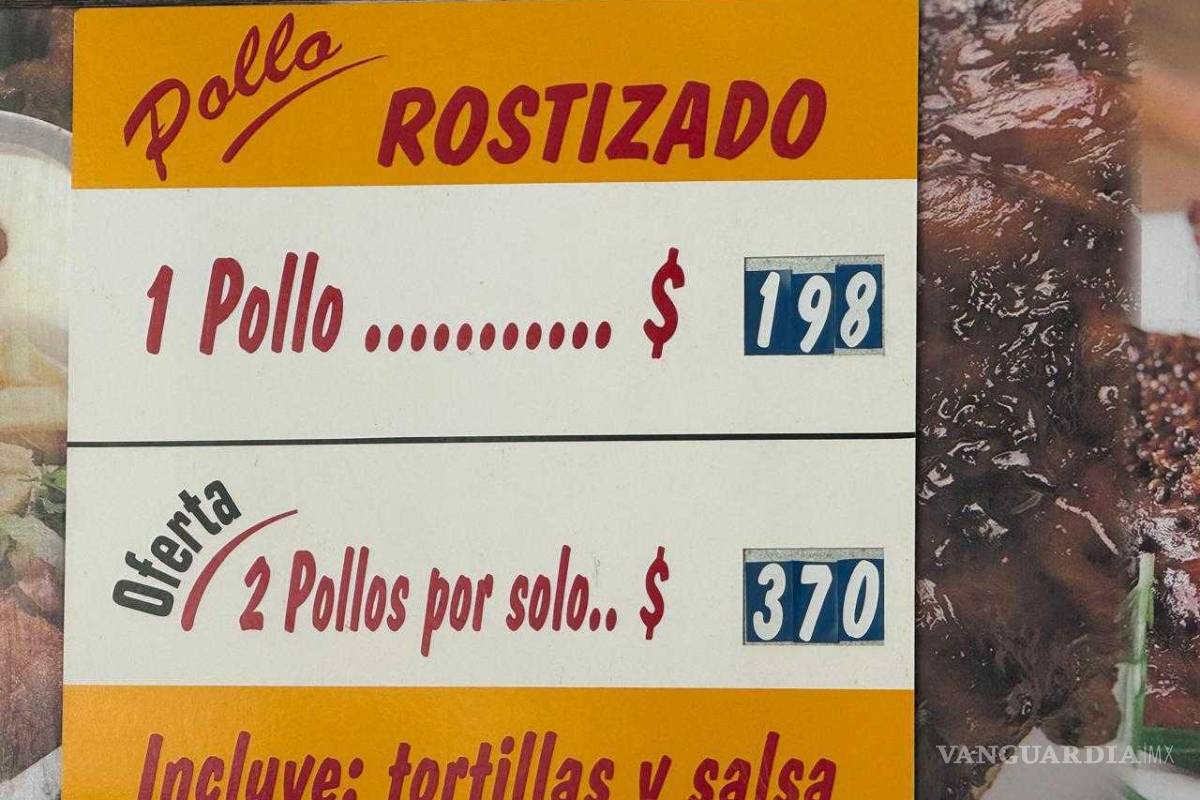 Pollo
ROSTIZADO
1 Pollo ........... $ 198
Oferta
2 Pollos por solo.. $ 370
Incluye: tortillas y salsa
VANGUARDIA.MX